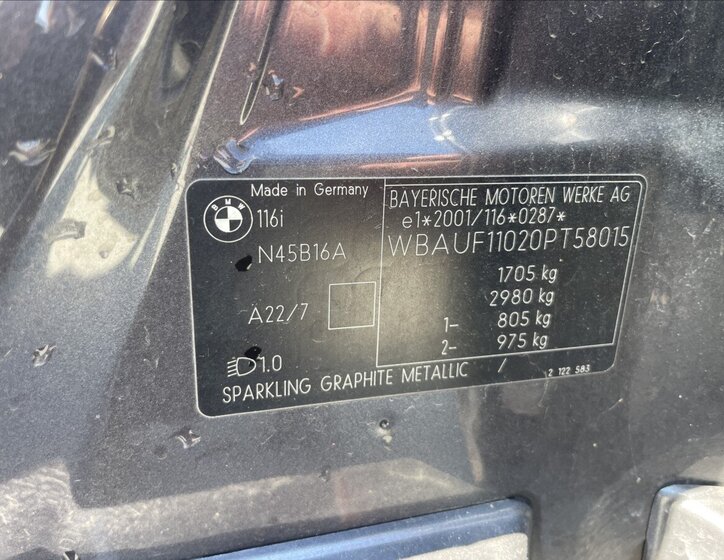 Made in Germany
BMW
116i
N45B16A
A22/7
1.0
SPARKLING GRAPHITE METALLIC /
BAYERISCHE MOTOREN WERKE AG
e1*2001/116*0287*
WBAUF11020PT58015
1705 kg
2980 kg
1- 805 kg
2- 975 kg
2 122 583